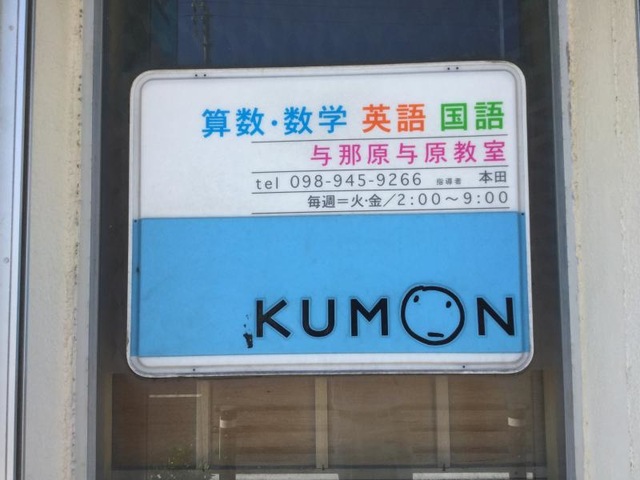 算数・数学 英語 国語
与那原与原教室
tel 098-945-9266 指導者 本田
毎週=火・金/2:00〜9:00
KUMON